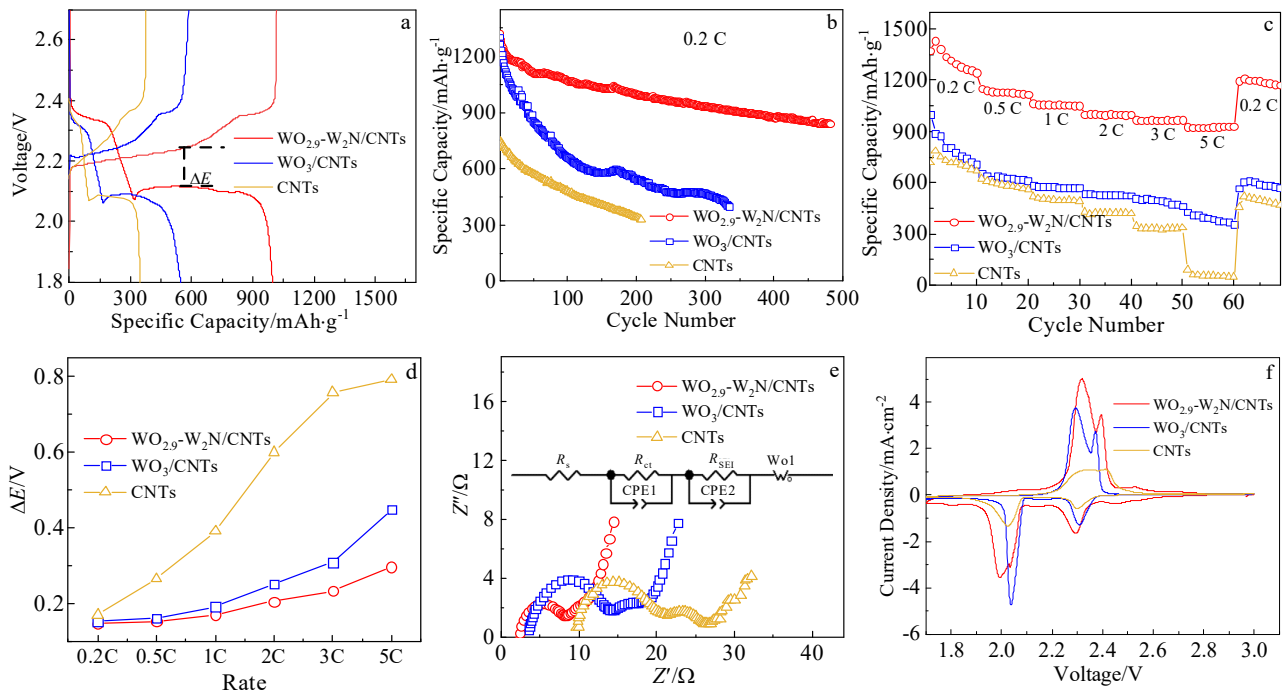 a
2.6
2.4
2.2
2.0
1.8
Voltage/V
WO2.9-W2N/CNTs
WO3/CNTs
CNTs
ΔE
0 300 600 900 1200 1500
Specific Capacity/mAh·g-1
b
0.2 C
1500
1200
900
600
300
0
Specific Capacity/mAh·g-1
WO2.9-W2N/CNTs
WO3/CNTs
CNTs
100 200 300 400 500
Cycle Number
c
1500
1200
900
600
300
0
Specific Capacity/mAh·g-1
0.2 C
0.5 C
1 C
2 C
3 C
5 C
0.2 C
WO2.9-W2N/CNTs
WO3/CNTs
CNTs
10 20 30 40 50 60
Cycle Number
d
0.8
0.6
0.4
0.2
ΔE/V
WO2.9-W2N/CNTs
WO3/CNTs
CNTs
0.2C 0.5C 1C 2C 3C 5C
Rate
e
16
12
8
4
0
Z″/Ω
WO2.9-W2N/CNTs
WO3/CNTs
CNTs
Rs
Rct
RSEI
Wo1
CPE1
CPE2
0 10 20 30 40
Z′/Ω
f
6
4
2
0
-2
-4
-6
Current Density/mA·cm-2
WO2.9-W2N/CNTs
WO3/CNTs
CNTs
1.8 2.0 2.2 2.4 2.6 2.8 3.0
Voltage/V